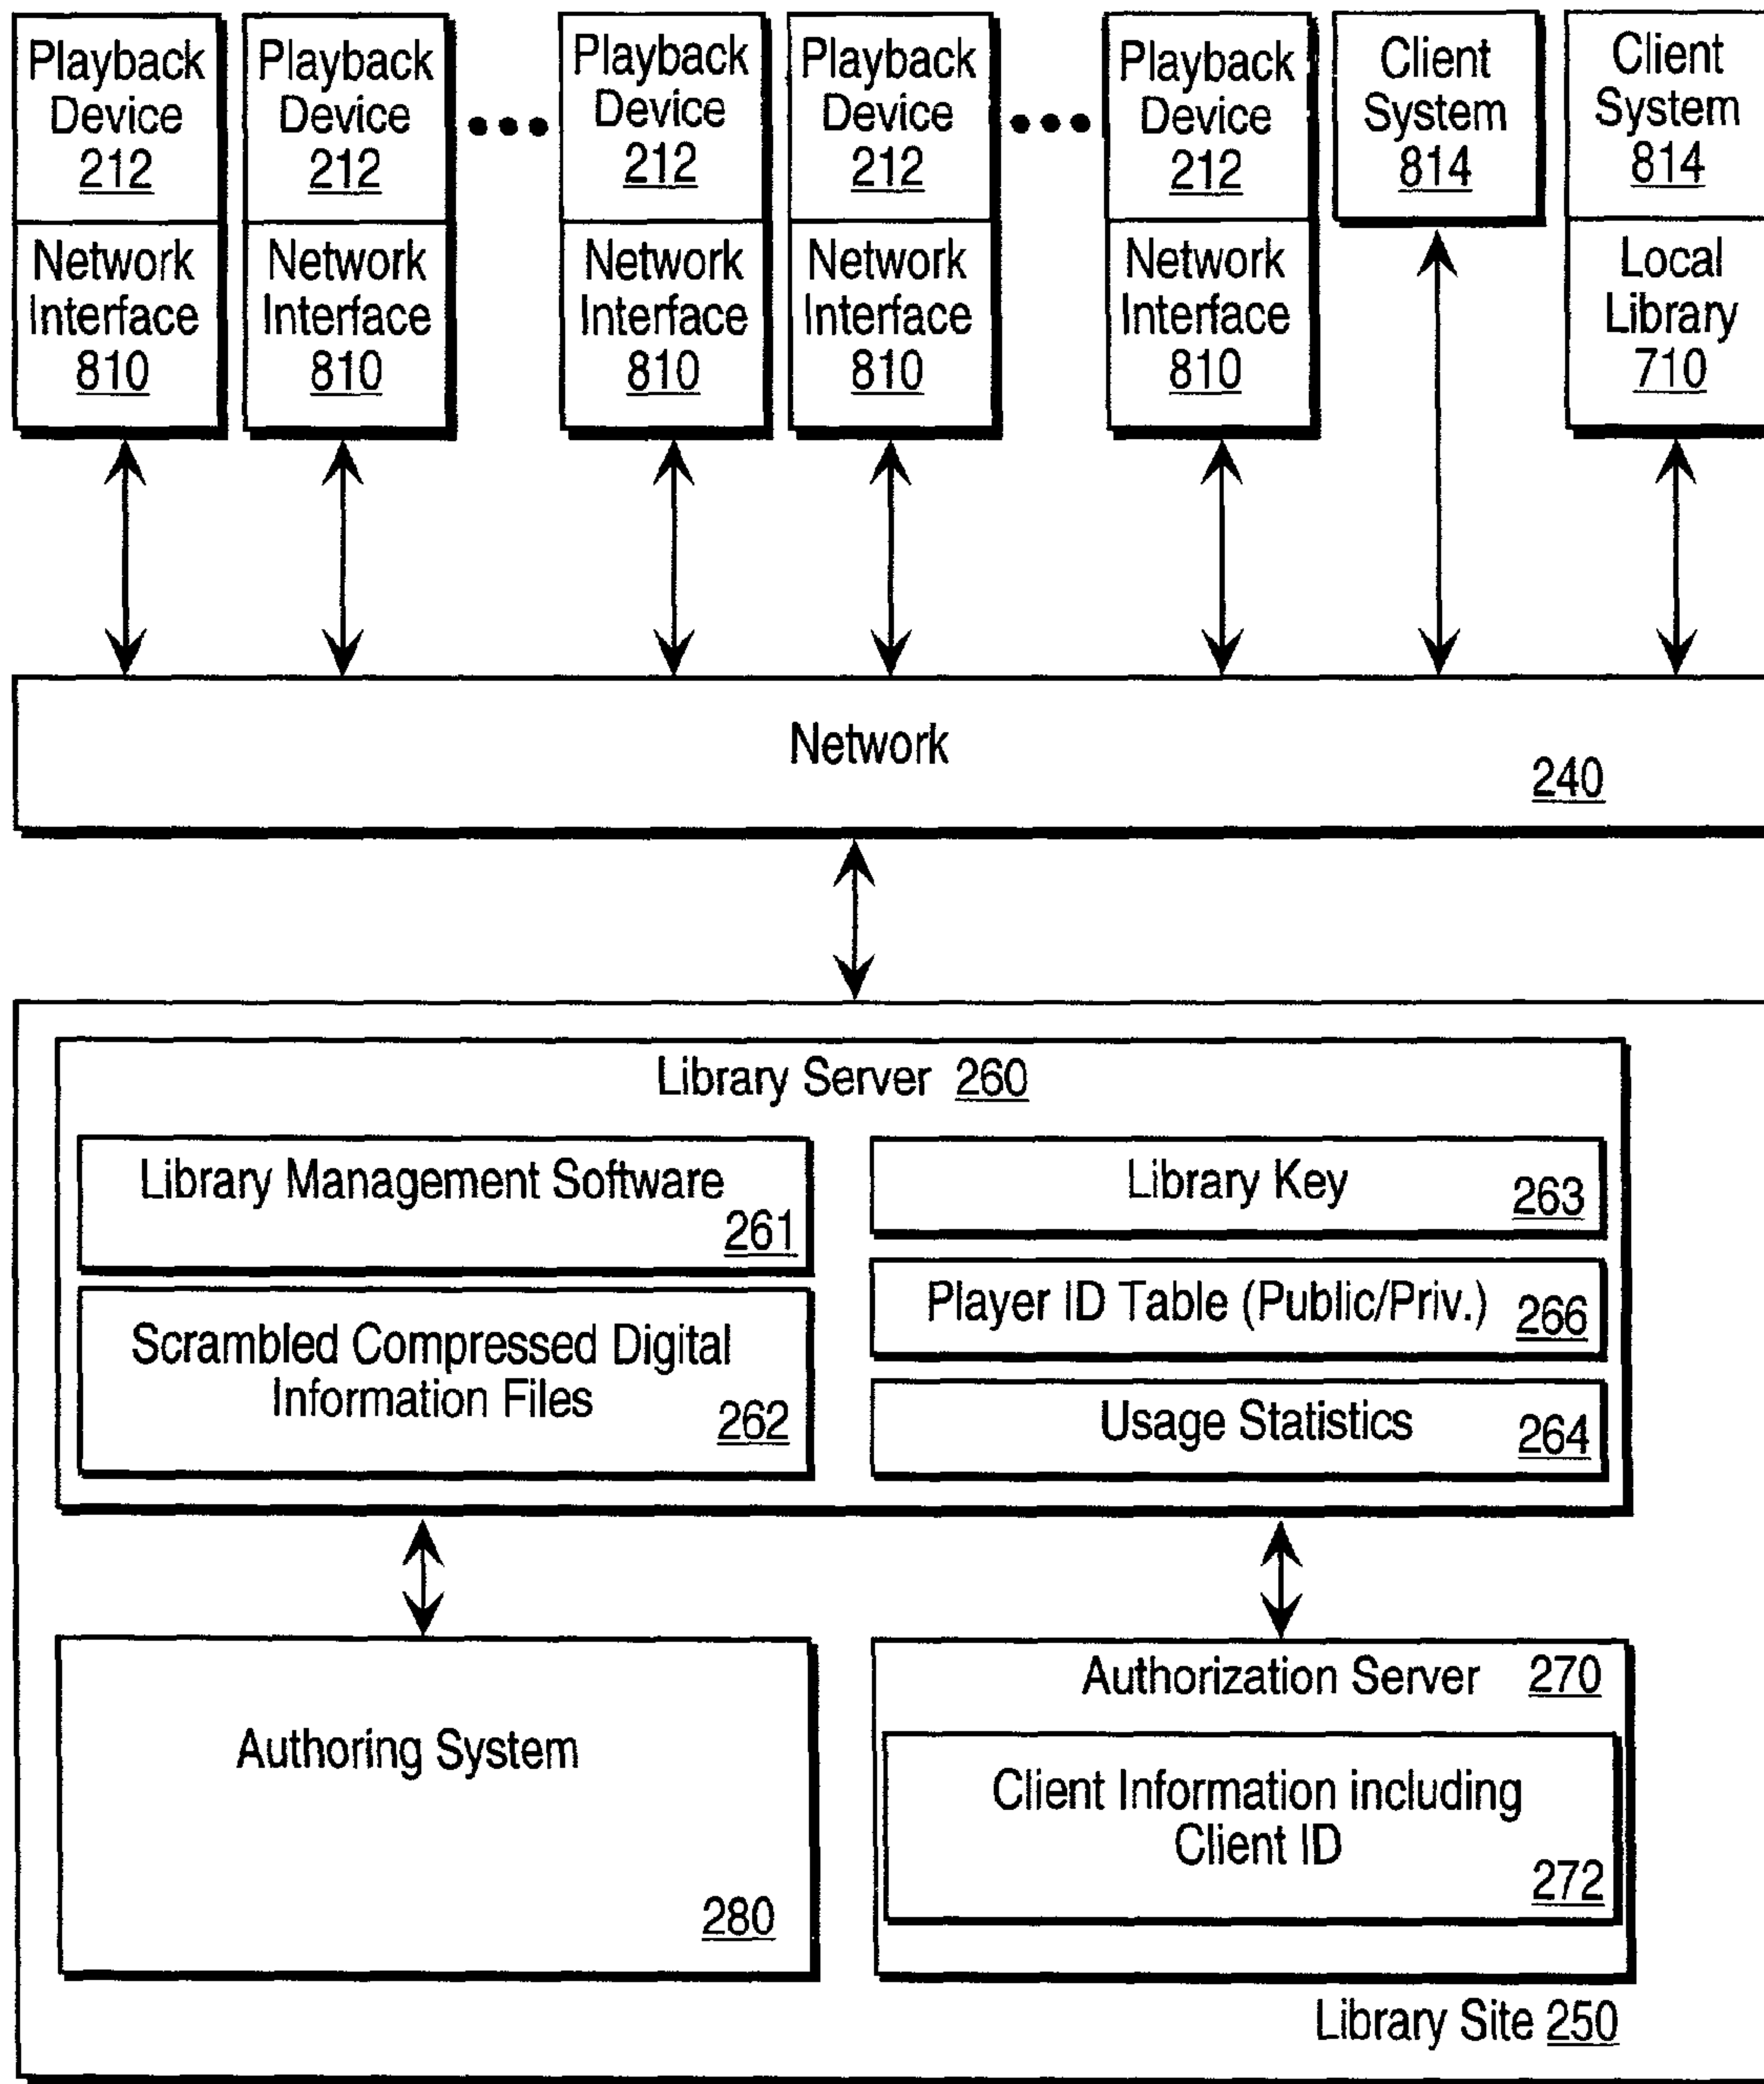 Playback
Device
212
Network
Interface
810
Playback
Device
212
Network
Interface
810
Playback
Device
212
Network
Interface
810
Playback
Device
212
Network
Interface
810
Playback
Device
212
Network
Interface
810
Client
System
814
Client
System
814
Local
Library
710
Network
240
Library Server 260
Library Management Software
261
Scrambled Compressed Digital
Information Files
262
Library Key
263
Player ID Table (Public/Priv.)
266
Usage Statistics
264
Authoring System
280
Authorization Server 270
Client Information including
Client ID
272
Library Site 250